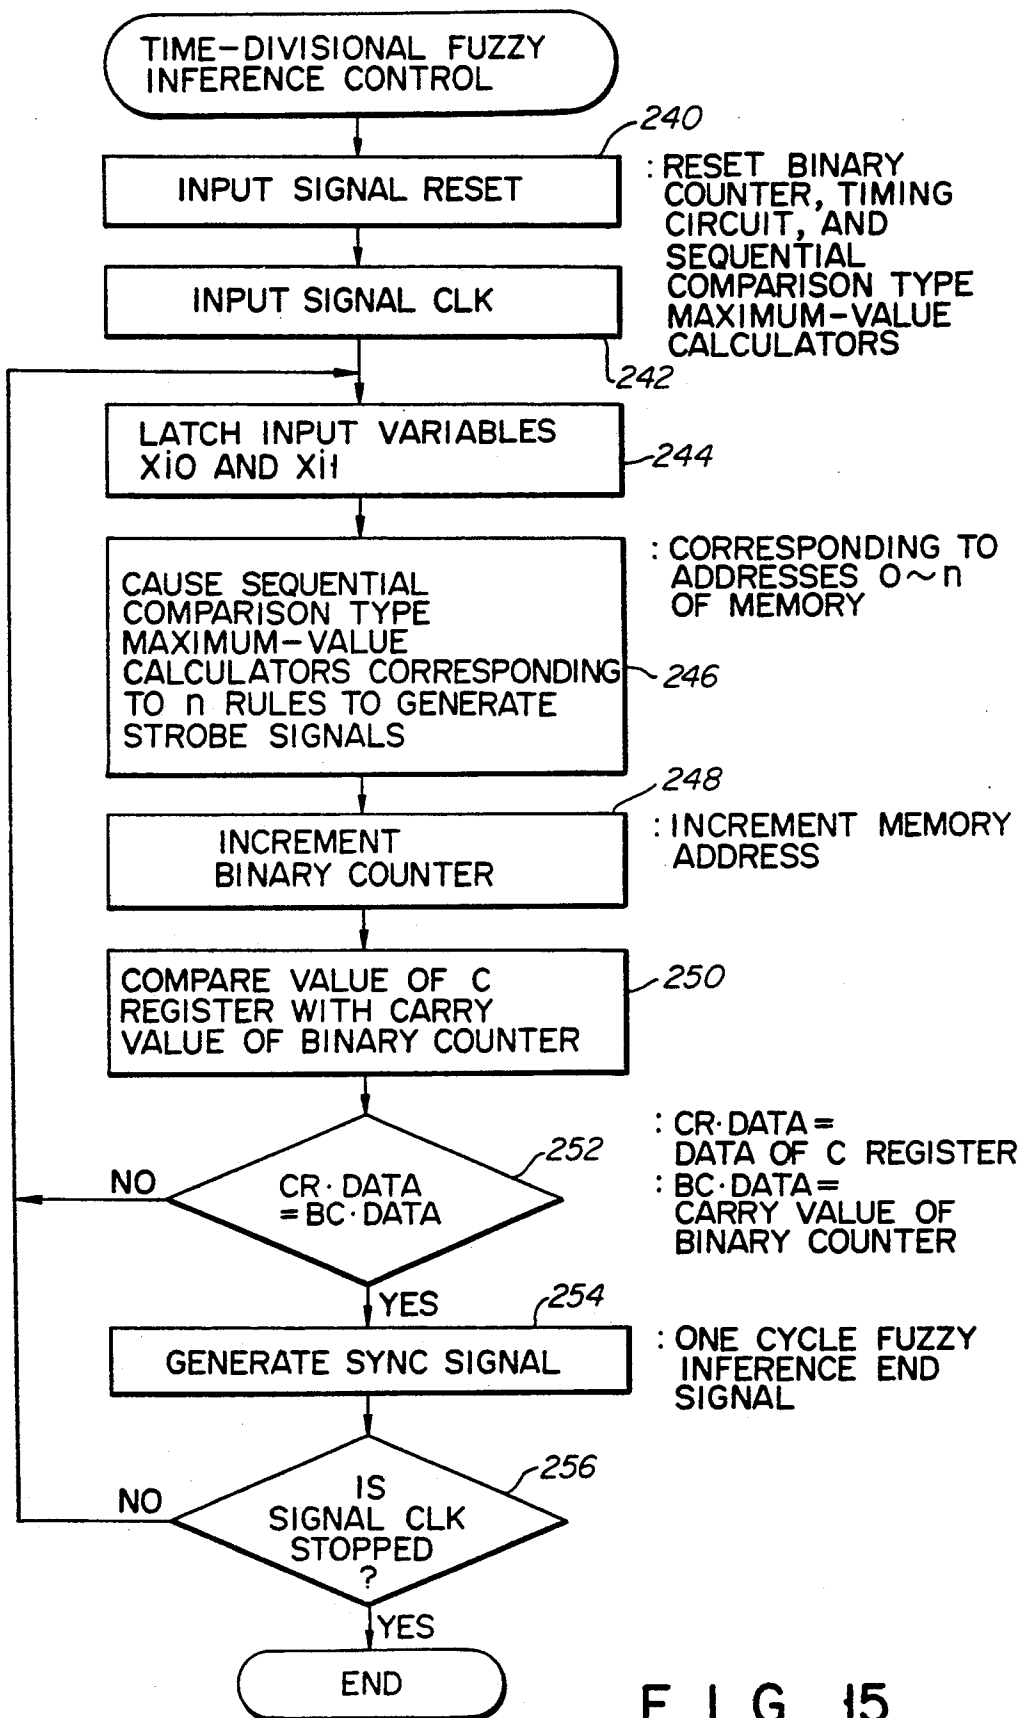 TIME-DIVISIONAL FUZZY
INFERENCE CONTROL
240
INPUT SIGNAL RESET
: RESET BINARY
COUNTER, TIMING
CIRCUIT, AND
SEQUENTIAL
COMPARISON TYPE
MAXIMUM-VALUE
CALCULATORS
INPUT SIGNAL CLK
242
LATCH INPUT VARIABLES
Xi0 AND Xi1
244
CAUSE SEQUENTIAL
COMPARISON TYPE
MAXIMUM-VALUE
CALCULATORS CORRESPONDING
TO n RULES TO GENERATE
STROBE SIGNALS
246
: CORRESPONDING TO
ADDRESSES 0~n
OF MEMORY
248
INCREMENT
BINARY COUNTER
: INCREMENT MEMORY
ADDRESS
COMPARE VALUE OF C
REGISTER WITH CARRY
VALUE OF BINARY COUNTER
250
252
CR·DATA
=BC·DATA
NO
YES
: CR·DATA=
DATA OF C REGISTER
: BC·DATA=
CARRY VALUE OF
BINARY COUNTER
254
GENERATE SYNC SIGNAL
: ONE CYCLE FUZZY
INFERENCE END
SIGNAL
256
IS
SIGNAL CLK
STOPPED
?
NO
YES
END
FIG. 15